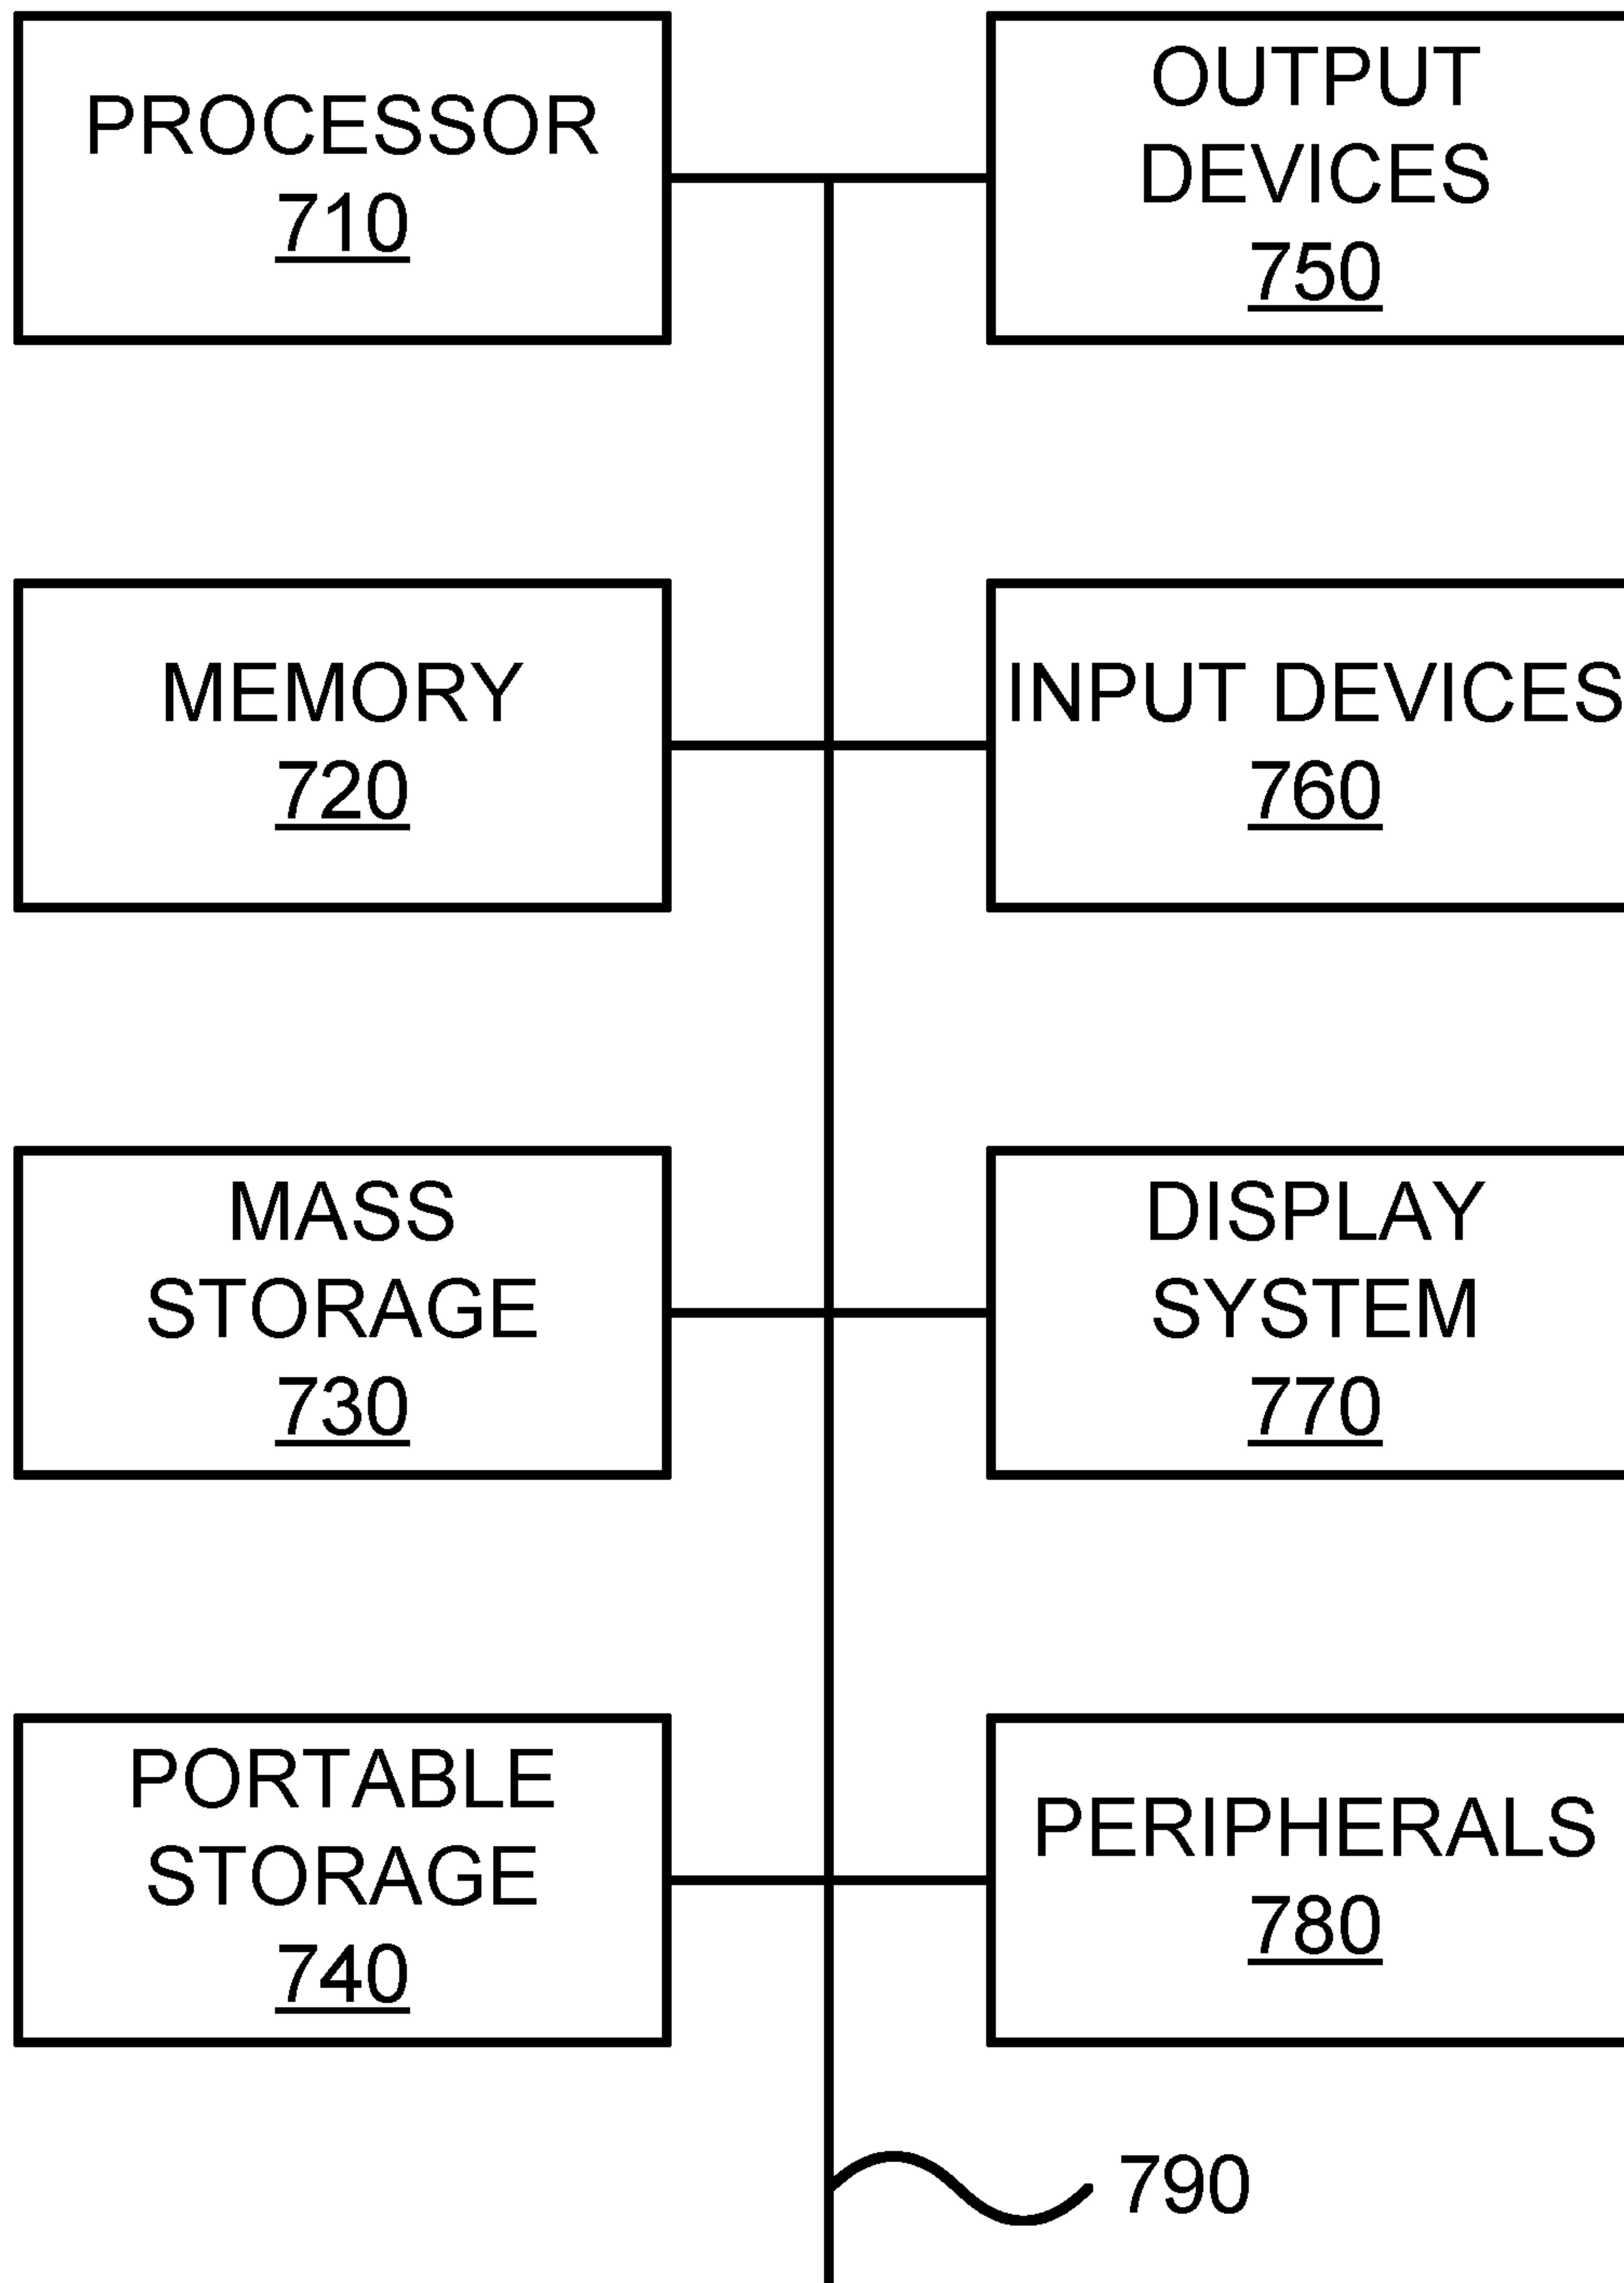 PROCESSOR
710
OUTPUT
DEVICES
750
MEMORY
720
INPUT DEVICES
760
MASS
STORAGE
730
DISPLAY
SYSTEM
770
PORTABLE
STORAGE
740
PERIPHERALS
780
790